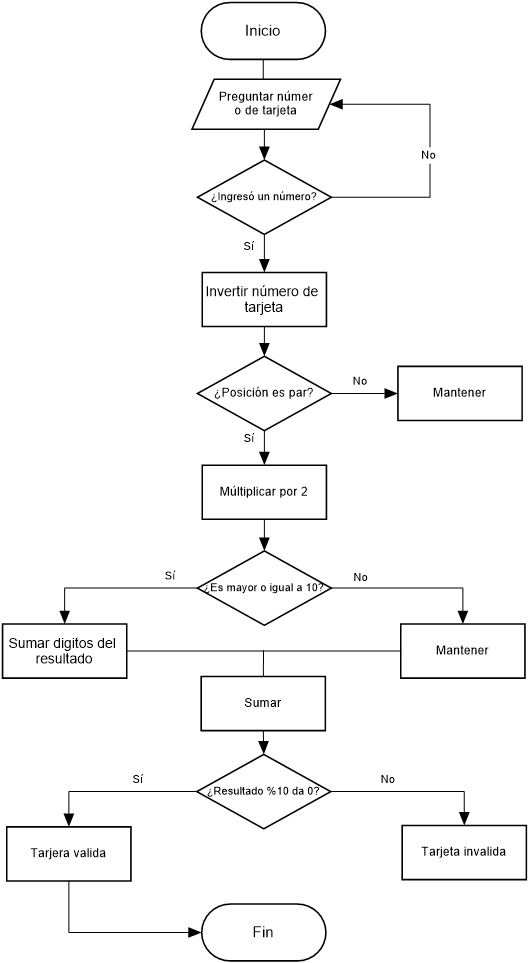 Inicio
Preguntar númer
o de tarjeta
No
¿Ingresó un número?
Sí
Invertir número de
tarjeta
¿Posición es par?
No
Mantener
Sí
Múltiplicar por 2
¿Es mayor o igual a 10?
Sí
No
Sumar digitos del
resultado
Mantener
Sumar
¿Resultado %10 da 0?
Sí
No
Tarjera valida
Tarjeta invalida
Fin